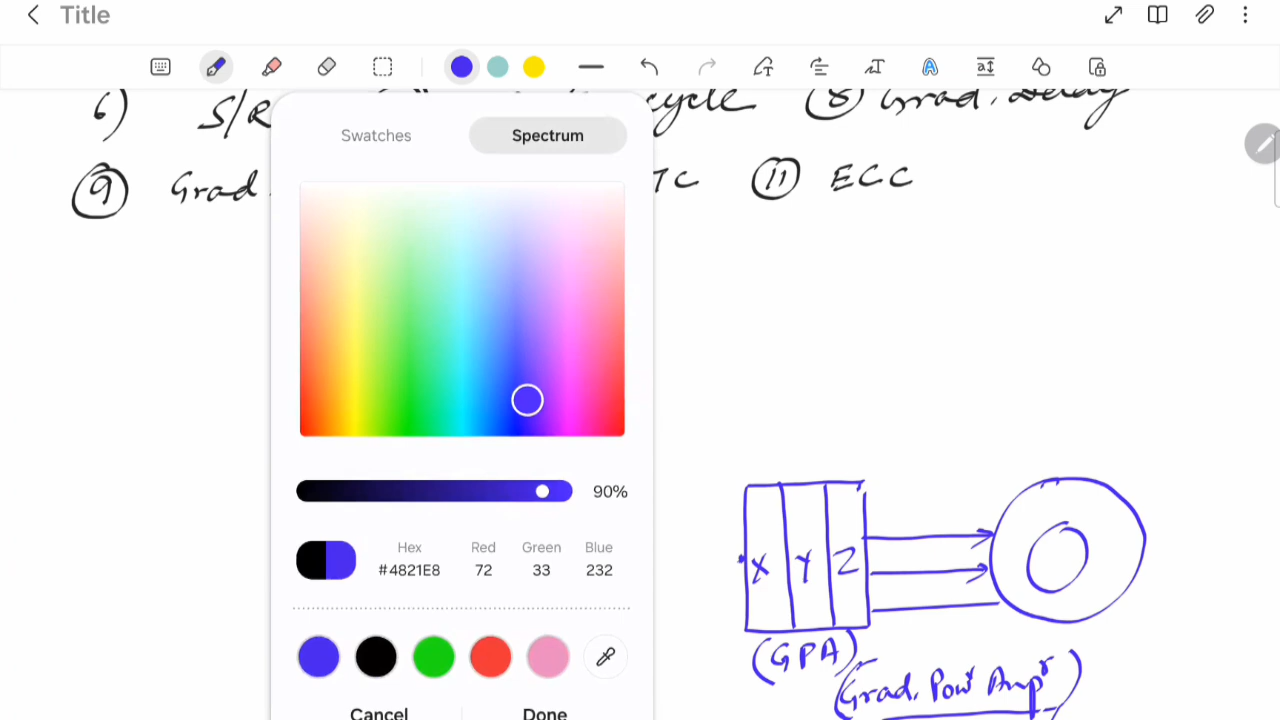 Title
6) S/R cycle (8) Grad. Delay
(9) Grad. TC (11) ECC
Swatches Spectrum
90%
Hex Red Green Blue
#4821E8 72 33 232
Cancel Done
X Y Z
(GPA)
(Grad. Powr Ampr)